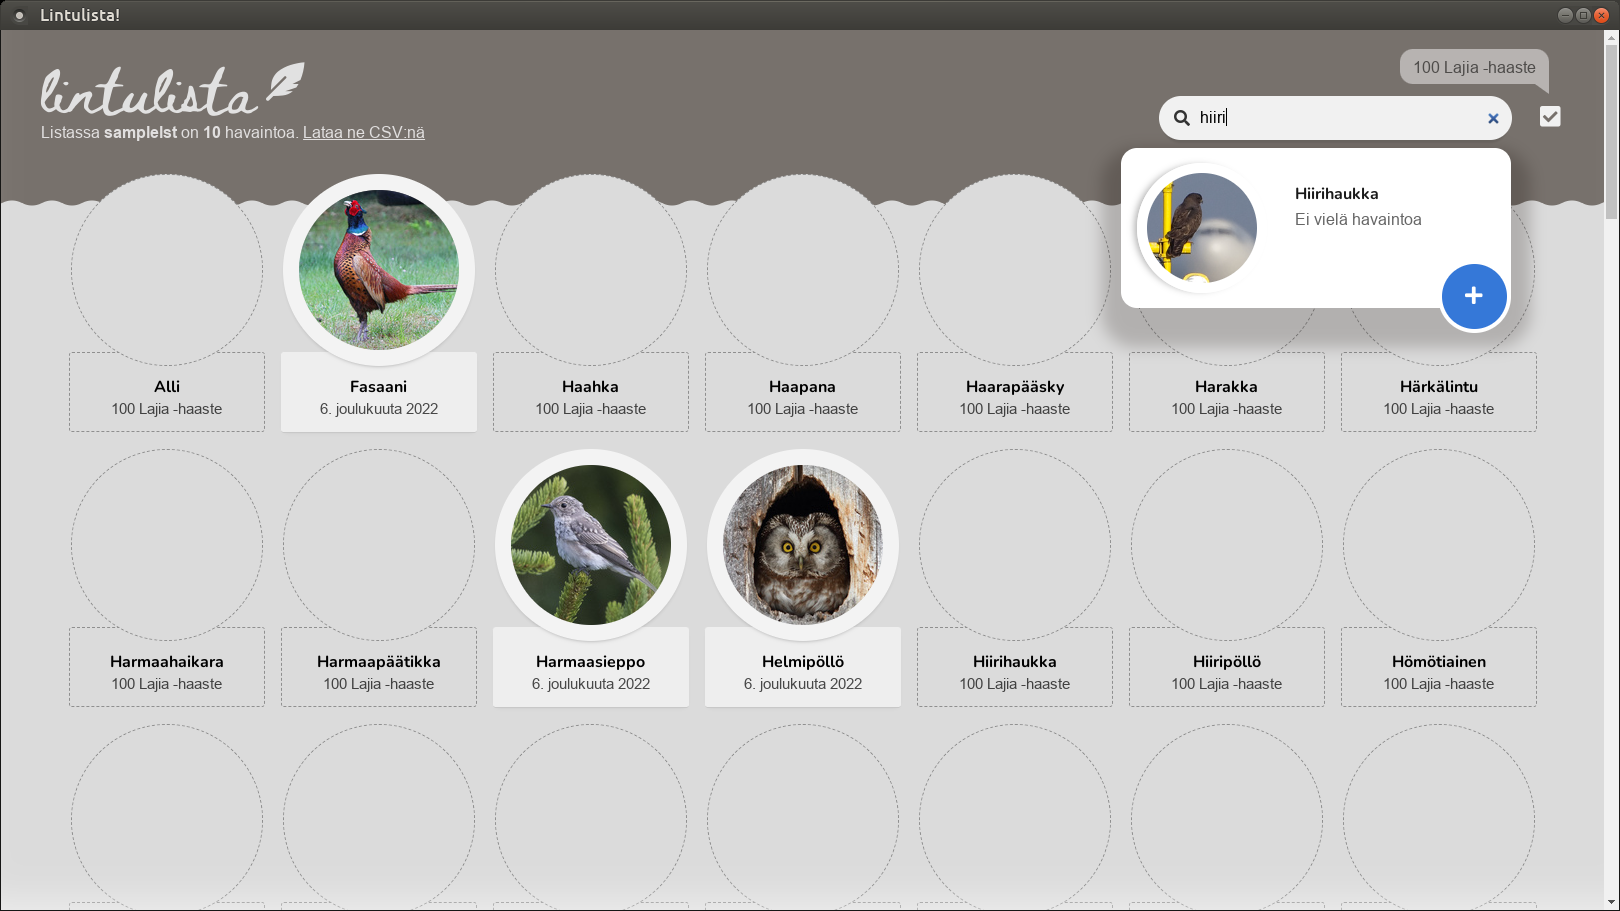 Lintulista!
lintulista
100 Lajia -haaste
hiiri
Listassa samplelst on 10 havaintoa. Lataa ne CSV:nä
Hiirihaukka
Ei vielä havaintoa
Alli
100 Lajia -haaste
Fasaani
6. joulukuuta 2022
Haahka
100 Lajia -haaste
Haapana
100 Lajia -haaste
Haarapääsky
100 Lajia -haaste
Harakka
100 Lajia -haaste
Härkälintu
100 Lajia -haaste
Harmaahaikara
100 Lajia -haaste
Harmaapäätikka
100 Lajia -haaste
Harmaasieppo
6. joulukuuta 2022
Helmipöllö
6. joulukuuta 2022
Hiirihaukka
100 Lajia -haaste
Hiiripöllö
100 Lajia -haaste
Hömötiainen
100 Lajia -haaste